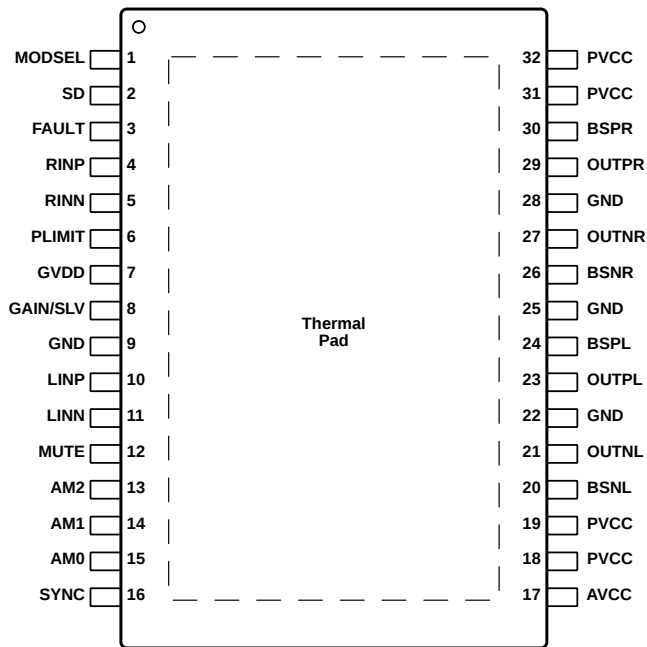 MODSEL 1 32 PVCC
SD 2 31 PVCC
FAULT 3 30 BSPR
RINP 4 29 OUTPR
RINN 5 28 GND
PLIMIT 6 27 OUTNR
GVDD 7 26 BSNR
GAIN/SLV 8 25 GND
GND 9 24 BSPL
LINP 10 23 OUTPL
LINN 11 22 GND
MUTE 12 21 OUTNL
AM2 13 20 BSNL
AM1 14 19 PVCC
AM0 15 18 PVCC
SYNC 16 17 AVCC
Thermal
Pad